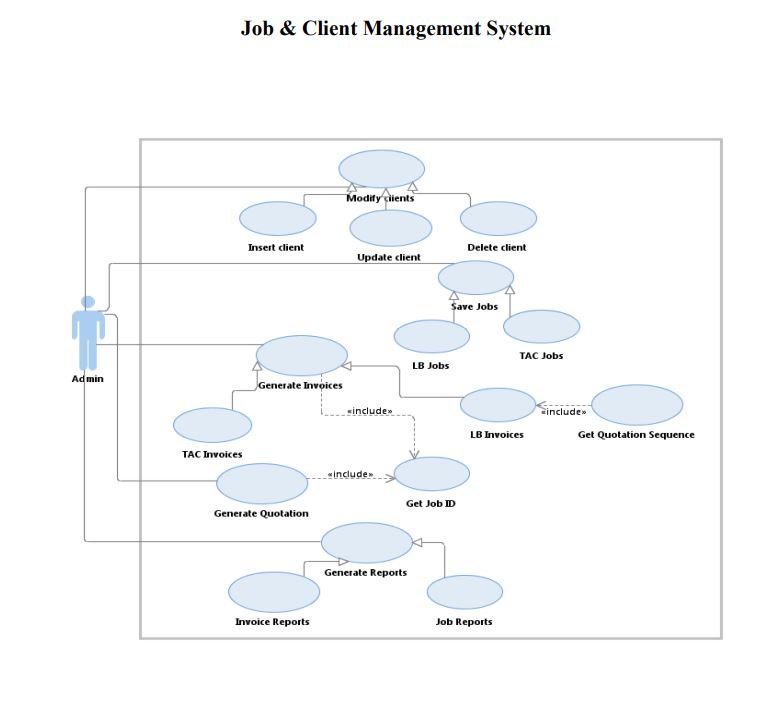 Job & Client Management System
Modify clients
Insert client
Update client
Delete client
Save Jobs
LB Jobs
TAC Jobs
Admin
Generate Invoices
«include»
«include»
TAC Invoices
LB Invoices
Get Quotation Sequence
«include»
Get Job ID
Generate Quotation
Generate Reports
Invoice Reports
Job Reports